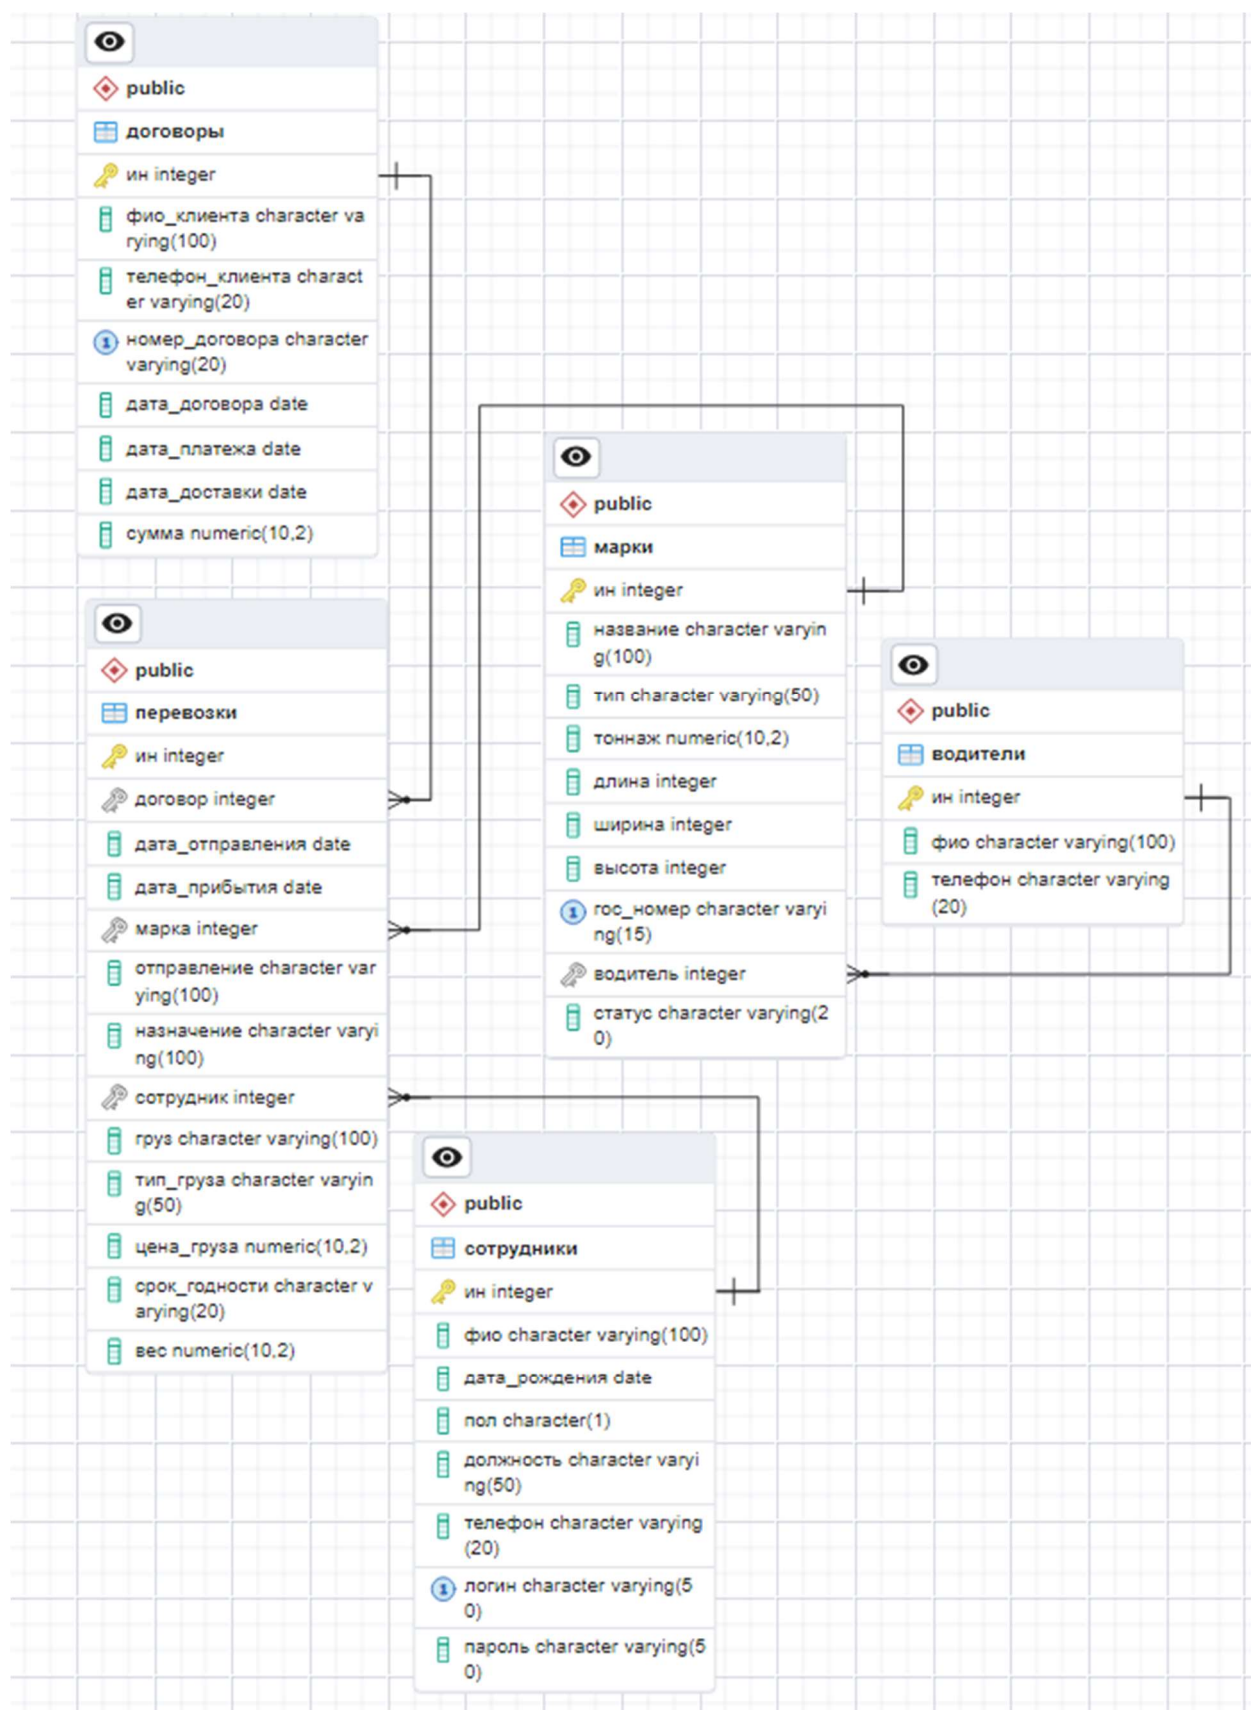 public
договоры
ин integer
фио_клиента character va
rying(100)
телефон_клиента charact
er varying(20)
1
номер_договора character
varying(20)
дата_договора date
дата_платежа date
дата_доставки date
сумма numeric(10,2)
public
перевозки
ин integer
договор integer
дата_отправления date
дата_прибытия date
марка integer
отправление character var
ying(100)
назначение character varyi
ng(100)
сотрудник integer
груз character varying(100)
тип_груза character varyin
g(50)
цена_груза numeric(10,2)
срок_годности character v
arying(20)
вес numeric(10,2)
public
марки
ин integer
название character varyin
g(100)
тип character varying(50)
тоннаж numeric(10,2)
длина integer
ширина integer
высота integer
1
гос_номер character varyi
ng(15)
водитель integer
статус character varying(2
0)
public
водители
ин integer
фио character varying(100)
телефон character varying
(20)
public
сотрудники
ин integer
фио character varying(100)
дата_рождения date
пол character(1)
должность character varyi
ng(50)
телефон character varying
(20)
1
логин character varying(5
0)
пароль character varying(5
0)